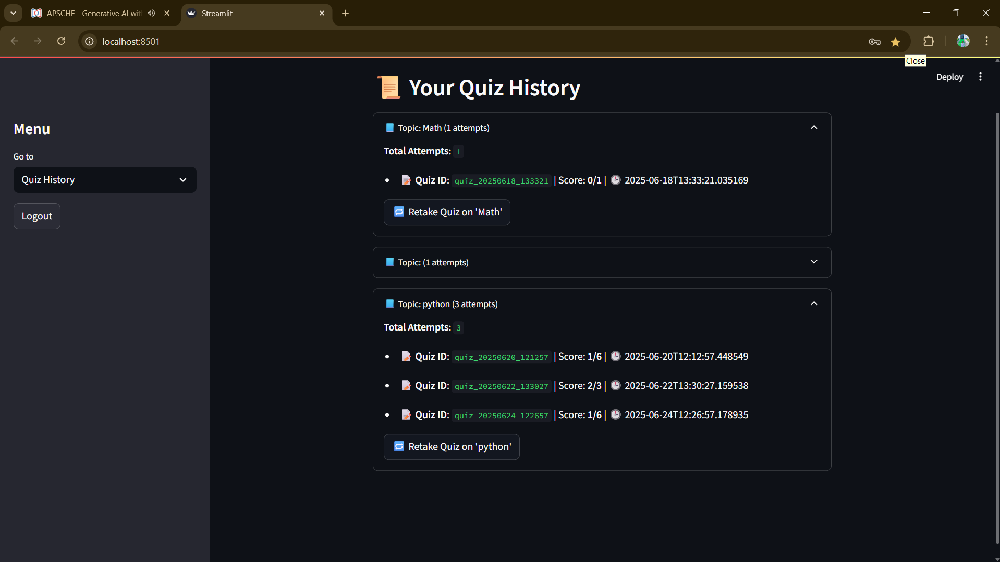 APSCHE - Generative AI wit
Streamlit
localhost:8501
Close
Deploy
Menu
Go to
Quiz History
Logout
Your Quiz History
Topic: Math (1 attempts)
Total Attempts: 1
Quiz ID: quiz_20250618_133321 | Score: 0/1 | 2025-06-18T13:33:21.035169
Retake Quiz on 'Math'
Topic: (1 attempts)
Topic: python (3 attempts)
Total Attempts: 3
Quiz ID: quiz_20250620_121257 | Score: 1/6 | 2025-06-20T12:12:57.448549
Quiz ID: quiz_20250622_133027 | Score: 2/3 | 2025-06-22T13:30:27.159538
Quiz ID: quiz_20250624_122657 | Score: 1/6 | 2025-06-24T12:26:57.178935
Retake Quiz on 'python'